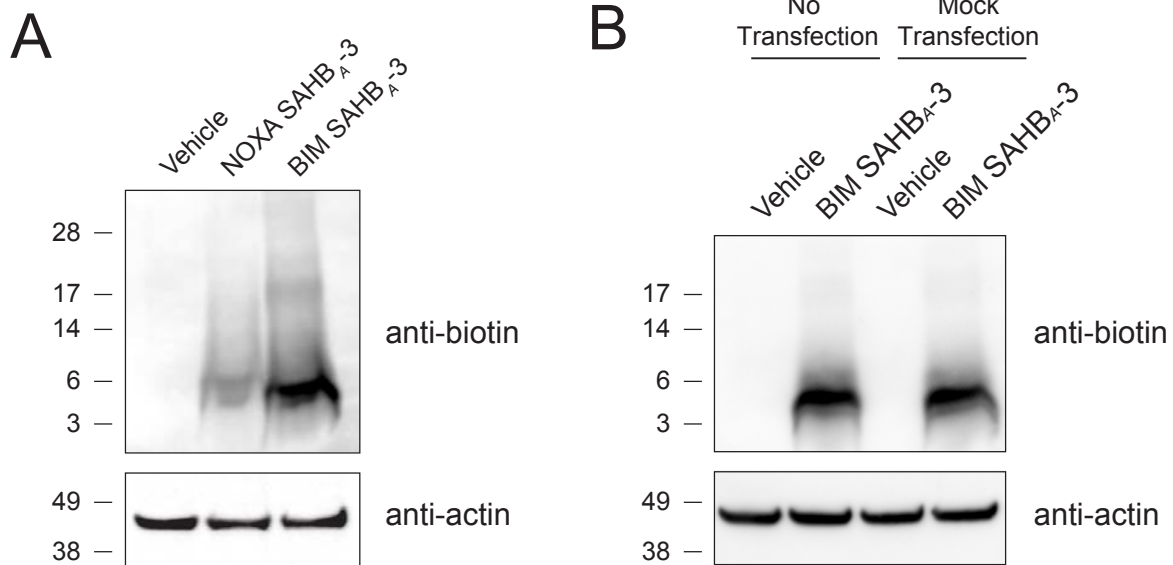 A
Vehicle
NOXA SAHBA-3
BIM SAHBA-3
28
17
14
6
3
anti-biotin
49
38
anti-actin
B
No
Transfection
Mock
Transfection
Vehicle
BIM SAHBA-3
Vehicle
BIM SAHBA-3
17
14
6
3
anti-biotin
49
38
anti-actin